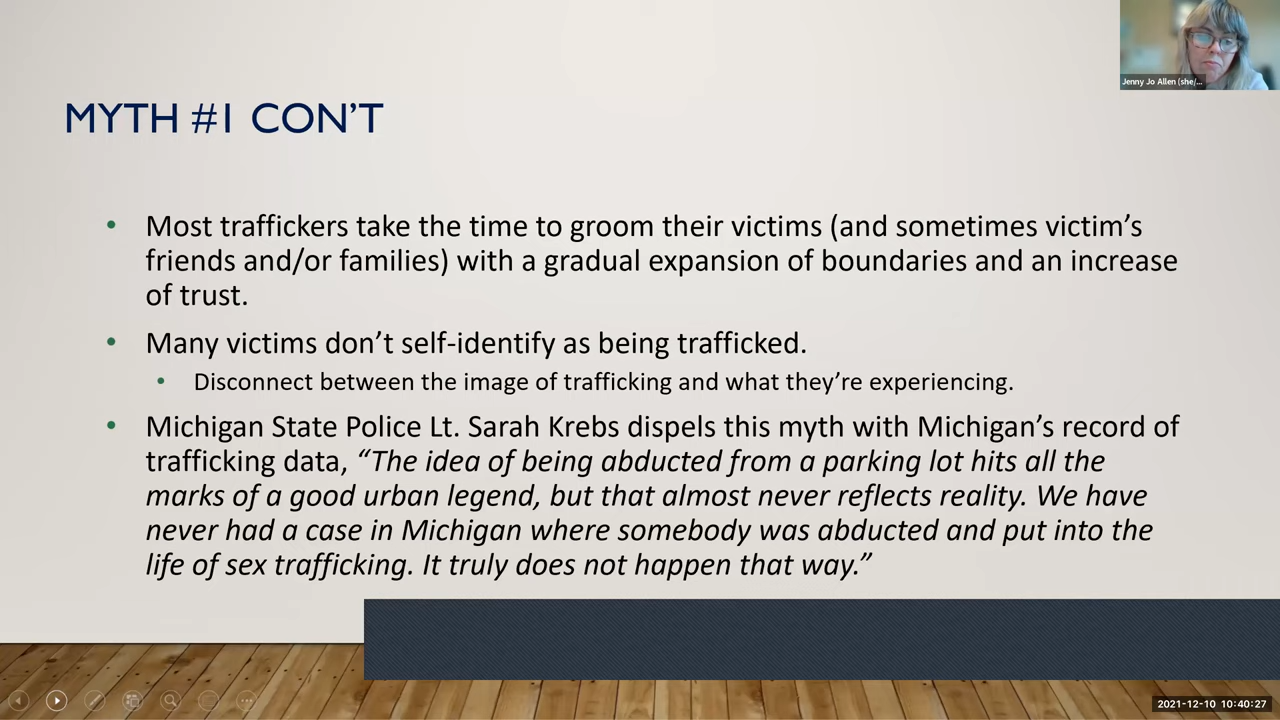 Jenny Jo Allen (she/...
MYTH #1 CON'T
• Most traffickers take the time to groom their victims (and sometimes victim's
friends and/or families) with a gradual expansion of boundaries and an increase
of trust.
• Many victims don't self-identify as being trafficked.
• Disconnect between the image of trafficking and what they're experiencing.
• Michigan State Police Lt. Sarah Krebs dispels this myth with Michigan's record of
trafficking data, “The idea of being abducted from a parking lot hits all the
marks of a good urban legend, but that almost never reflects reality. We have
never had a case in Michigan where somebody was abducted and put into the
life of sex trafficking. It truly does not happen that way.”
2021-12-10 10:40:27